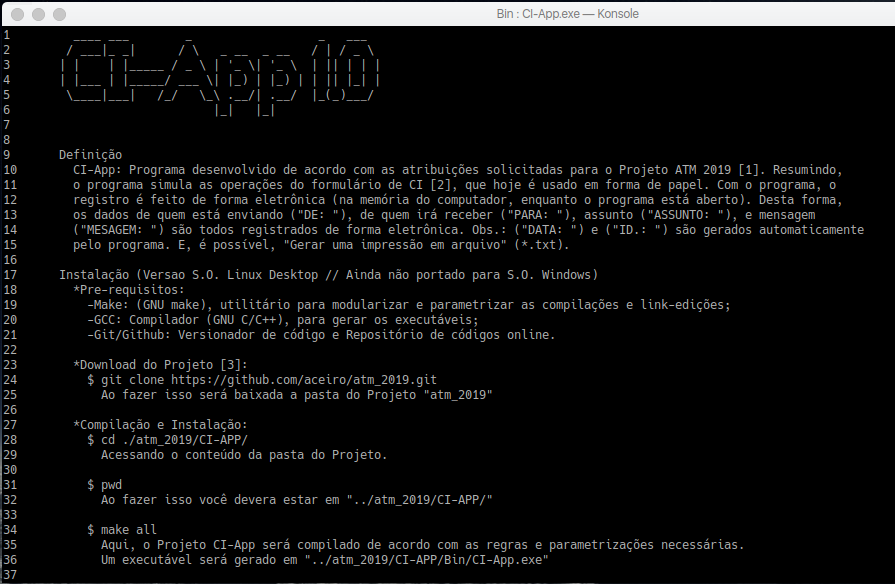 Bin : CI-App.exe — Konsole
1
2
3
4
5
6
7
8
CI-App 1.0
9 Definição
10 CI-App: Programa desenvolvido de acordo com as atribuições solicitadas para o Projeto ATM 2019 [1]. Resumindo,
11 o programa simula as operações do formulário de CI [2], que hoje é usado em forma de papel. Com o programa, o
12 registro é feito de forma eletrônica (na memória do computador, enquanto o programa está aberto). Desta forma,
13 os dados de quem está enviando ("DE: "), de quem irá receber ("PARA: "), assunto ("ASSUNTO: "), e mensagem
14 ("MESAGEM: ") são todos registrados de forma eletrônica. Obs.: ("DATA: ") e ("ID.: ") são gerados automaticamente
15 pelo programa. E, é possível, "Gerar uma impressão em arquivo" (*.txt).
16
17 Instalação (Versao S.O. Linux Desktop // Ainda não portado para S.O. Windows)
18 *Pre-requisitos:
19 -Make: (GNU make), utilitário para modularizar e parametrizar as compilações e link-edições;
20 -GCC: Compilador (GNU C/C++), para gerar os executáveis;
21 -Git/Github: Versionador de código e Repositório de códigos online.
22
23 *Download do Projeto [3]:
24 $ git clone https://github.com/aceiro/atm_2019.git
25 Ao fazer isso será baixada a pasta do Projeto "atm_2019"
26
27 *Compilação e Instalação:
28 $ cd ./atm_2019/CI-APP/
29 Acessando o conteúdo da pasta do Projeto.
30
31 $ pwd
32 Ao fazer isso você devera estar em "../atm_2019/CI-APP/"
33
34 $ make all
35 Aqui, o Projeto CI-App será compilado de acordo com as regras e parametrizações necessárias.
36 Um executável será gerado em "../atm_2019/CI-APP/Bin/CI-App.exe"
37